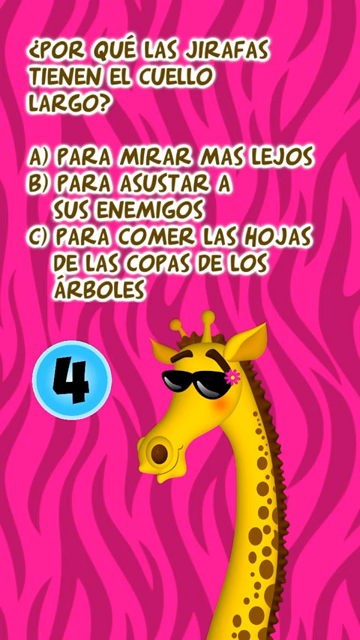 ¿POR QUÉ LAS JIRAFAS
TIENEN EL CUELLO
LARGO?
A) PARA MIRAR MAS LEJOS
B) PARA ASUSTAR A
SUS ENEMIGOS
C) PARA COMER LAS HOJAS
DE LAS COPAS DE LOS
ÁRBOLES
4